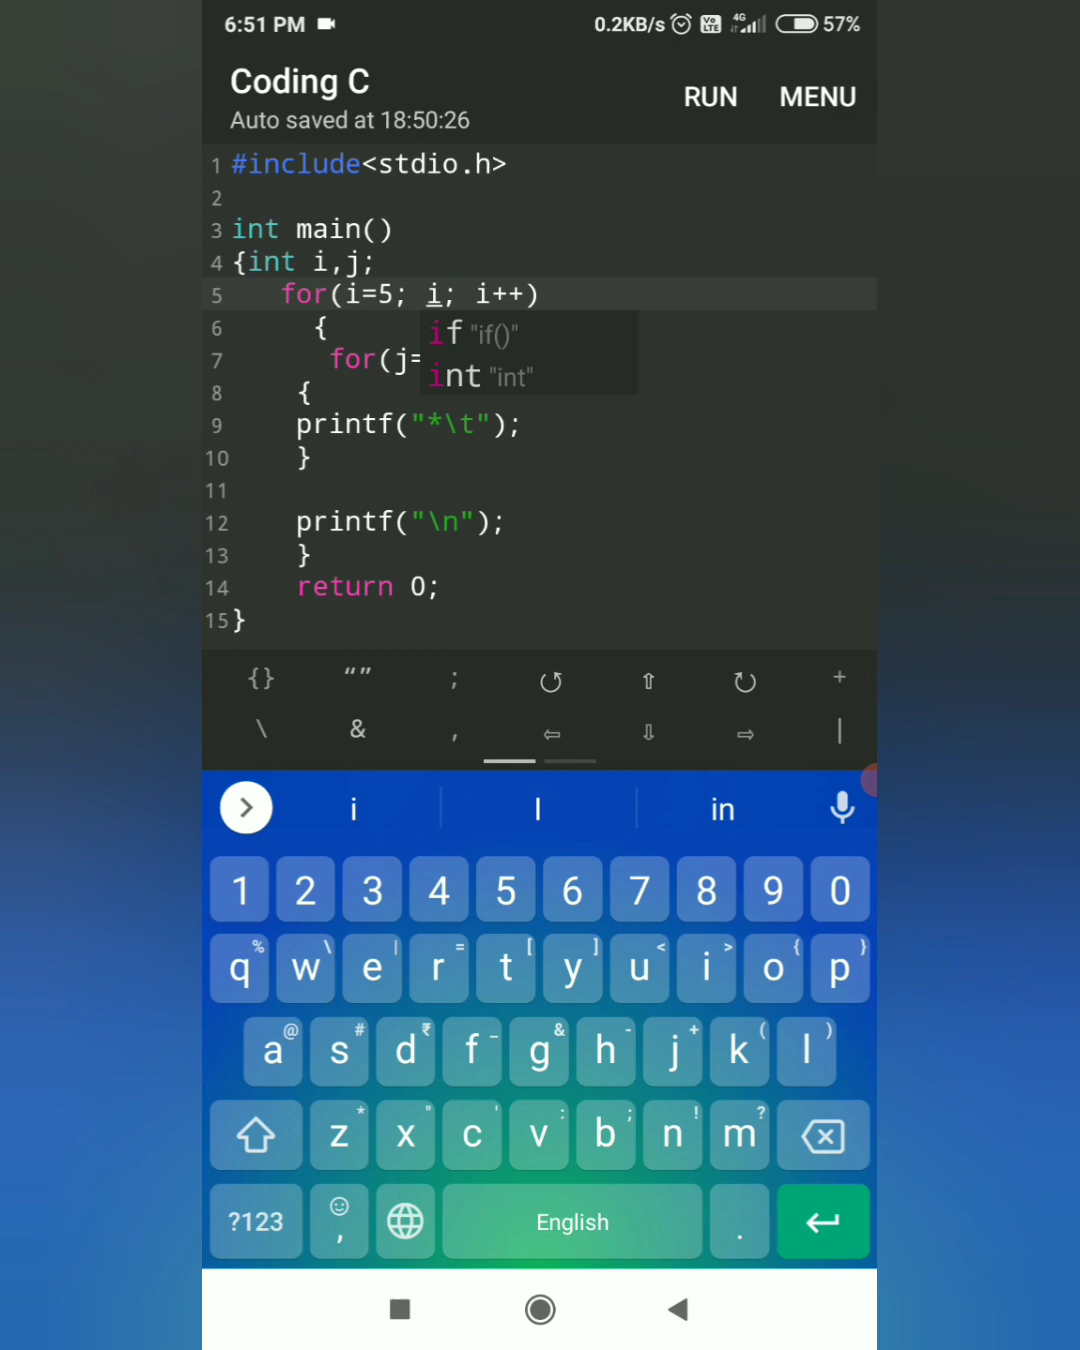 6:51 PM 0.2KB/s Vo LTE 4G 57%
Coding C
RUN MENU
Auto saved at 18:50:26
1 #include<stdio.h>
2
3 int main()
4 {int i,j;
5 for(i=5; i; i++)
6 {
if "if()"
7 for(j=
int "int"
8 {
9 printf("*\t");
10 }
11
12 printf("\n");
13 }
14 return 0;
15 }
{} “” ; ↺ ⇧ ↻ +
\ & , ⇦ ⇩ ⇨ |
i I in
1 2 3 4 5 6 7 8 9 0
% \ | = [ ] < > { }
q w e r t y u i o p
@ # ₹ _ & - + ( )
a s d f g h j k l
* " ' : ; ! ?
z x c v b n m
?123 , English .